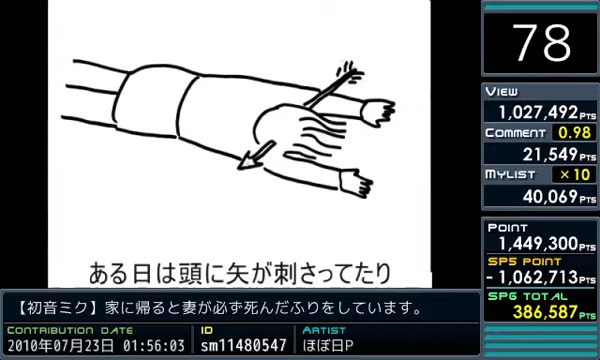 78
VIEW
1,027,492PTS
COMMENT 0.98
21,549PTS
MYLIST ×10
40,069PTS
POINT
1,449,300PTS
SP5 POINT
-1,062,713PTS
SP6 TOTAL
386,587PTS
ある日は頭に矢が刺さってたり
【初音ミク】家に帰ると妻が必ず死んだふりをしています。
CONTRIBUTION DATE ID ARTIST
2010年07月23日 01:56:03 sm11480547 ほぼ日P